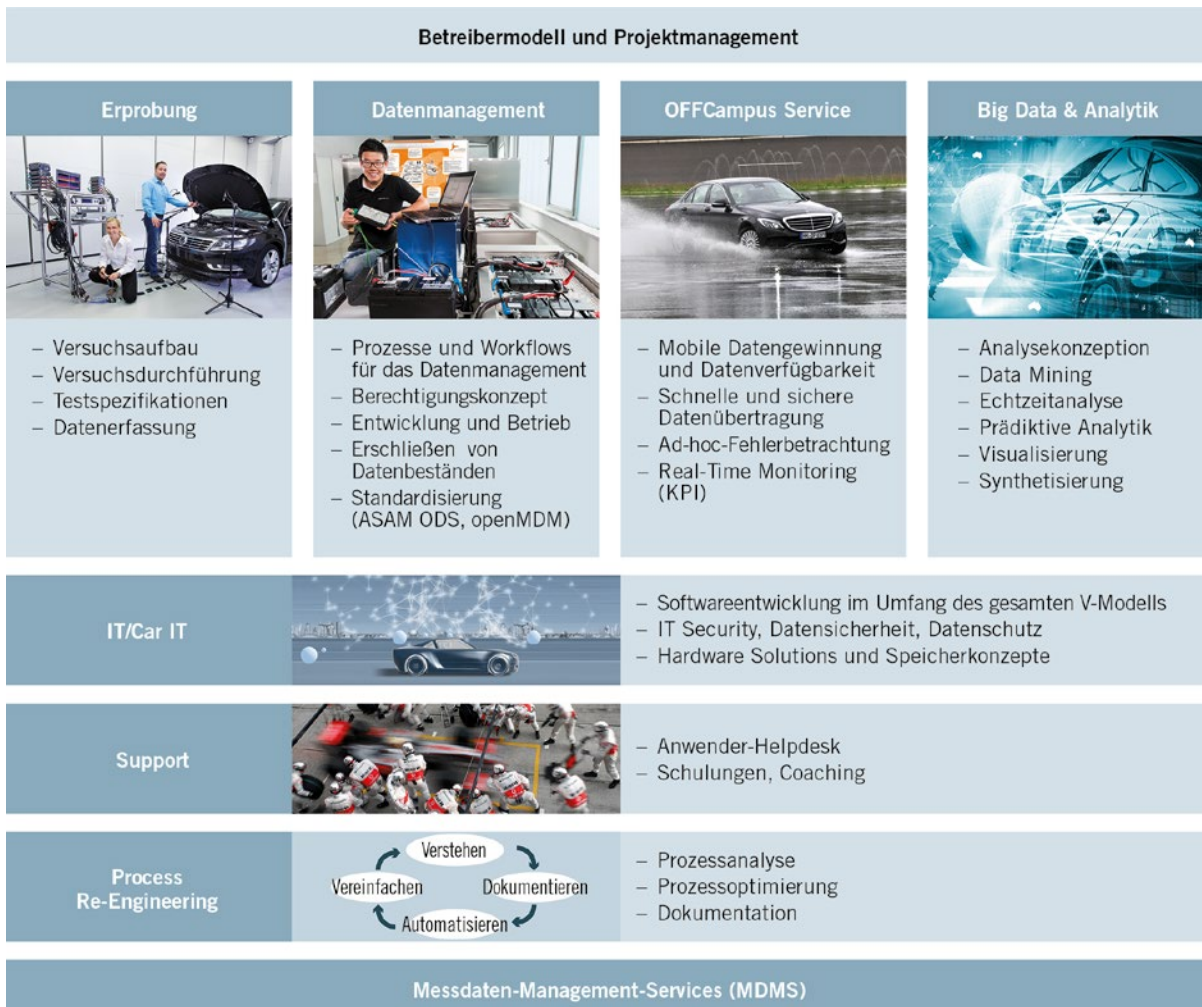 Betreibermodell und Projektmanagement
Erprobung
– Versuchsaufbau
– Versuchsdurchführung
– Testspezifikationen
– Datenerfassung
Datenmanagement
– Prozesse und Workflows
für das Datenmanagement
– Berechtigungskonzept
– Entwicklung und Betrieb
– Erschließen von
Datenbeständen
– Standardisierung
(ASAM ODS, openMDM)
OFFCampus Service
– Mobile Datengewinnung
und Datenverfügbarkeit
– Schnelle und sichere
Datenübertragung
– Ad-hoc-Fehlerbetrachtung
– Real-Time Monitoring
(KPI)
Big Data & Analytik
– Analysekonzeption
– Data Mining
– Echtzeitanalyse
– Prädiktive Analytik
– Visualisierung
– Synthetisierung
IT/Car IT
– Softwareentwicklung im Umfang des gesamten V-Modells
– IT Security, Datensicherheit, Datenschutz
– Hardware Solutions und Speicherkonzepte
Support
– Anwender-Helpdesk
– Schulungen, Coaching
Process
Re-Engineering
Verstehen
Vereinfachen
Dokumentieren
Automatisieren
– Prozessanalyse
– Prozessoptimierung
– Dokumentation
Messdaten-Management-Services (MDMS)